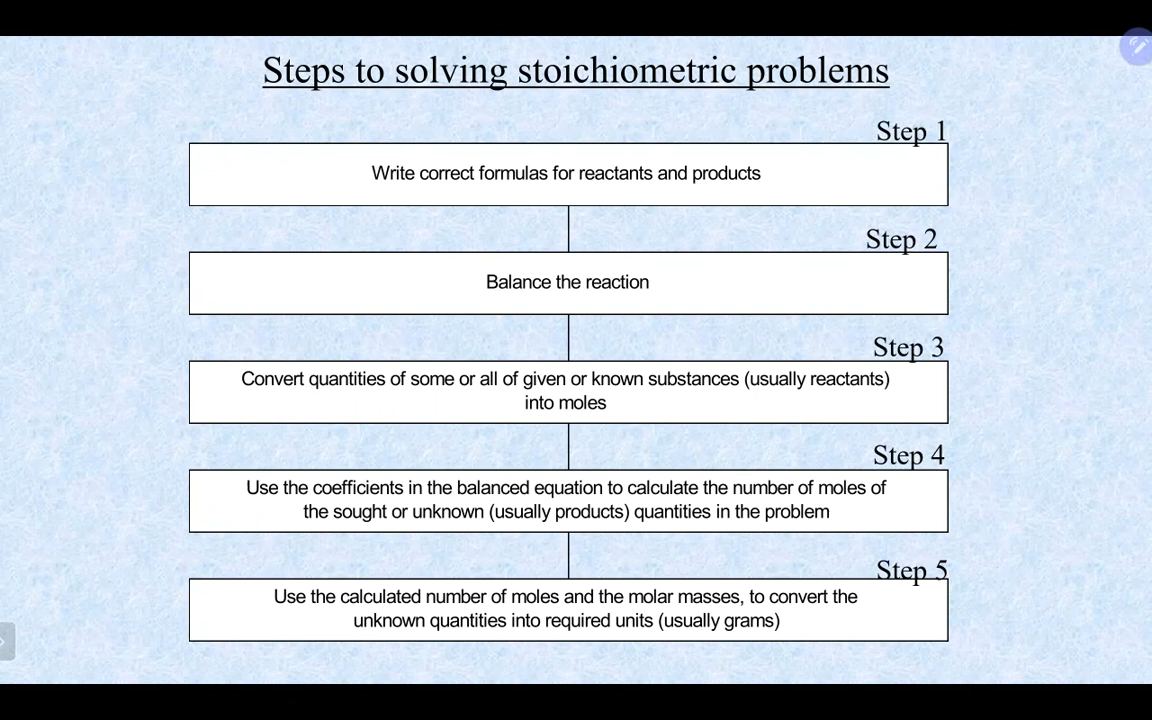 Steps to solving stoichiometric problems
Step 1
Write correct formulas for reactants and products
Step 2
Balance the reaction
Step 3
Convert quantities of some or all of given or known substances (usually reactants)
into moles
Step 4
Use the coefficients in the balanced equation to calculate the number of moles of
the sought or unknown (usually products) quantities in the problem
Step 5
Use the calculated number of moles and the molar masses, to convert the
unknown quantities into required units (usually grams)